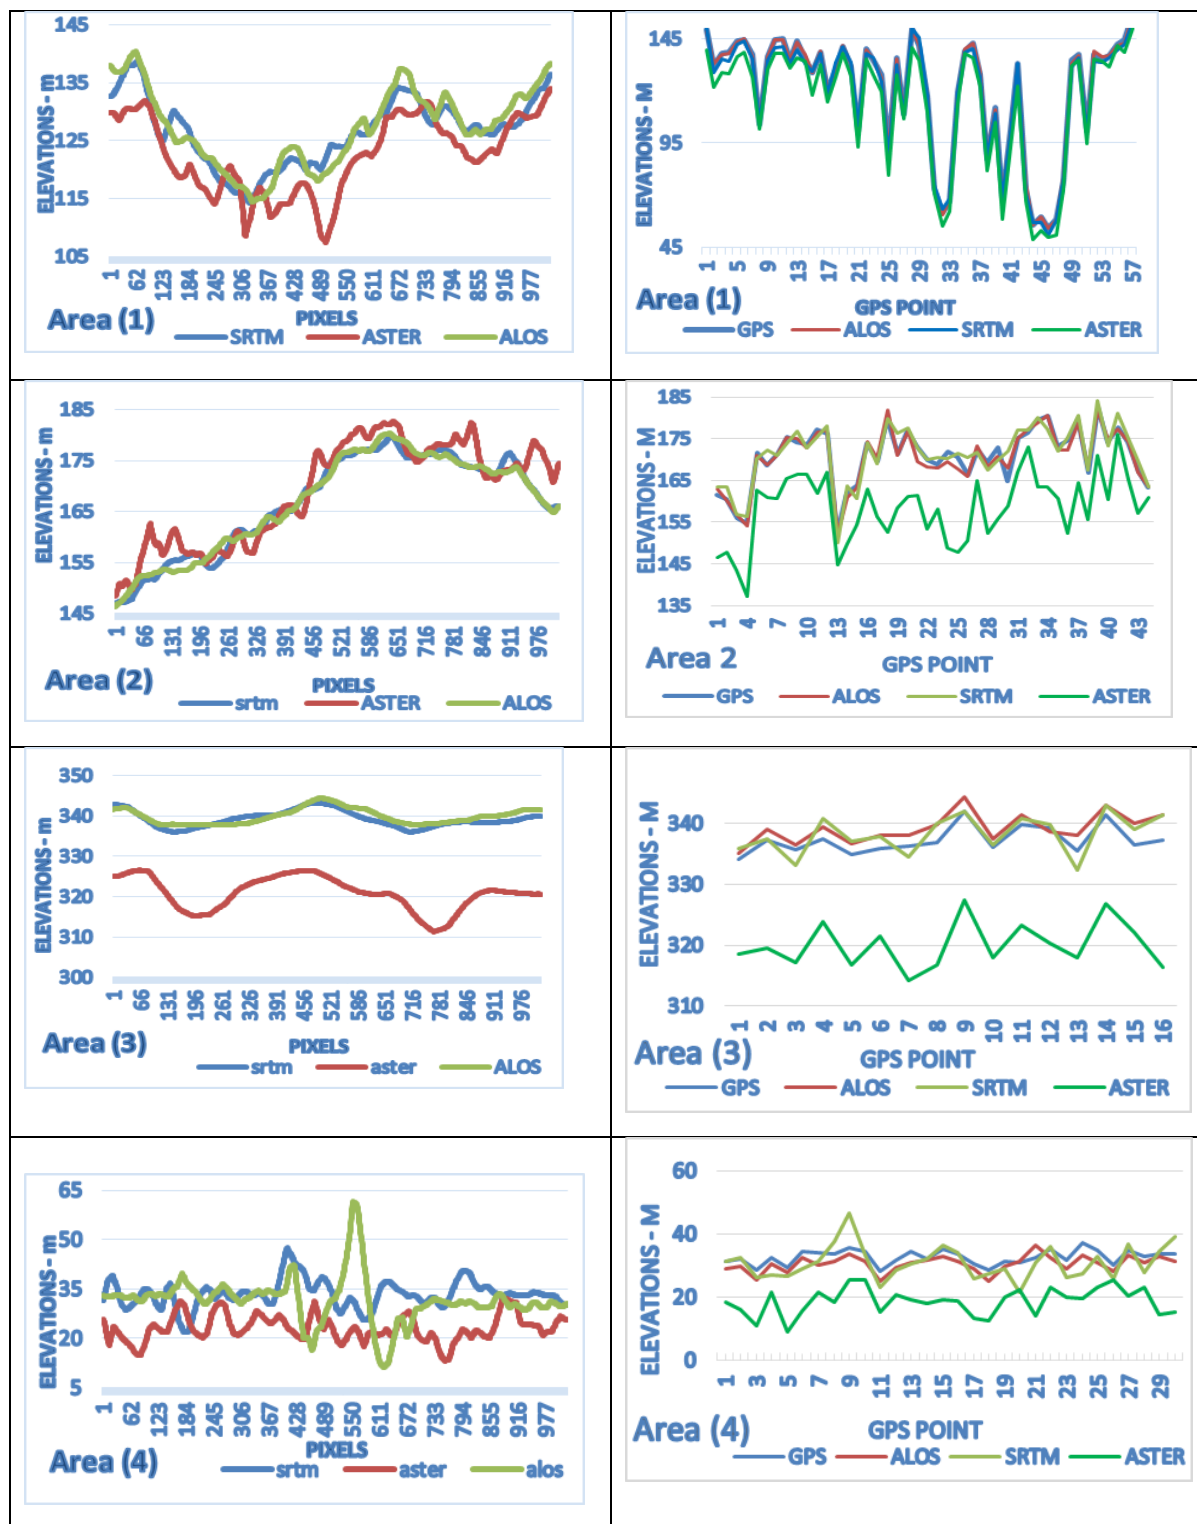 145
135
125
115
105
ELEVATIONS - m
1 62 123 184 245 306 367 428 489 550 611 672 733 794 855 916 977
Area (1)
PIXELS
SRTM ASTER ALOS
145
95
45
ELEVATIONS - M
1 5 9 13 17 21 25 29 33 37 41 45 49 53 57
Area (1)
GPS POINT
GPS ALOS SRTM ASTER
185
175
165
155
145
ELEVATIONS - m
1 66 131 196 261 326 391 456 521 586 651 716 781 846 911 976
Area (2)
PIXELS
srtm ASTER ALOS
185
175
165
155
145
135
ELEVATIONS - M
1 4 7 10 13 16 19 22 25 28 31 34 37 40 43
Area 2
GPS POINT
GPS ALOS SRTM ASTER
350
340
330
320
310
300
ELEVATIONS - m
1 66 131 196 261 326 391 456 521 586 651 716 781 846 911 976
Area (3)
PIXELS
srtm aster ALOS
340
330
320
310
ELEVATIONS - M
1 2 3 4 5 6 7 8 9 10 11 12 13 14 15 16
Area (3)
GPS POINT
GPS ALOS SRTM ASTER
65
50
35
20
5
ELEVATIONS - m
1 62 123 184 245 306 367 428 489 550 611 672 733 794 855 916 977
Area (4)
PIXELS
srtm aster alos
60
40
20
0
ELEVATIONS - M
1 3 5 7 9 11 13 15 17 19 21 23 25 27 29
Area (4)
GPS POINT
GPS ALOS SRTM ASTER